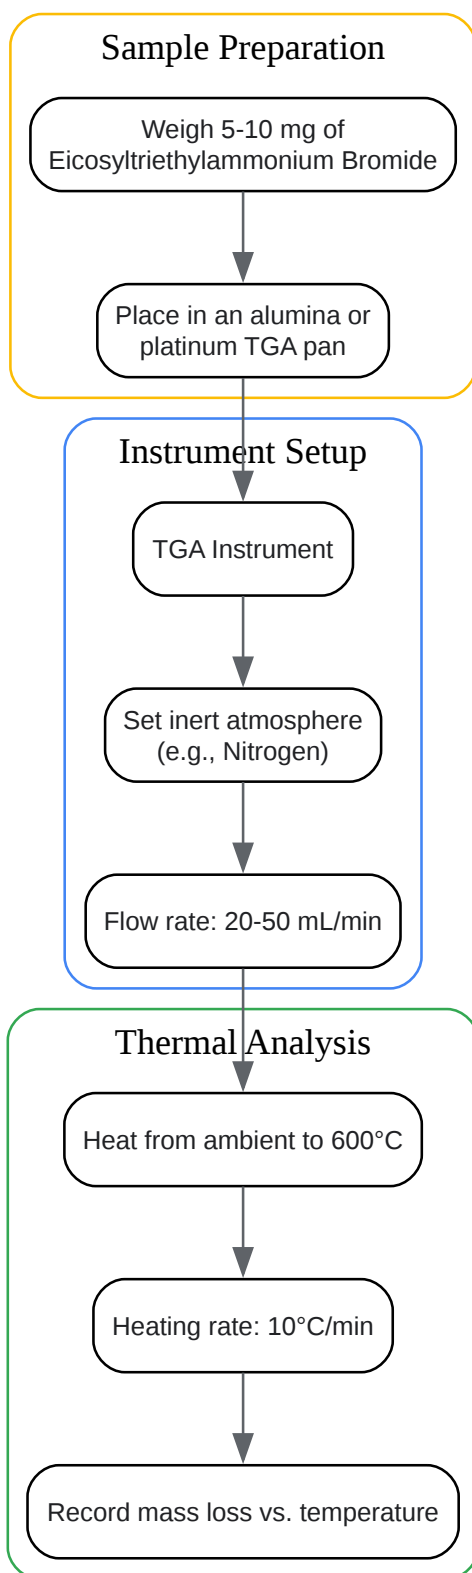 Sample Preparation
Weigh 5-10 mg of
Eicosyltriethylammonium Bromide
Place in an alumina or
platinum TGA pan
Instrument Setup
TGA Instrument
Set inert atmosphere
(e.g., Nitrogen)
Flow rate: 20-50 mL/min
Thermal Analysis
Heat from ambient to 600°C
Heating rate: 10°C/min
Record mass loss vs. temperature